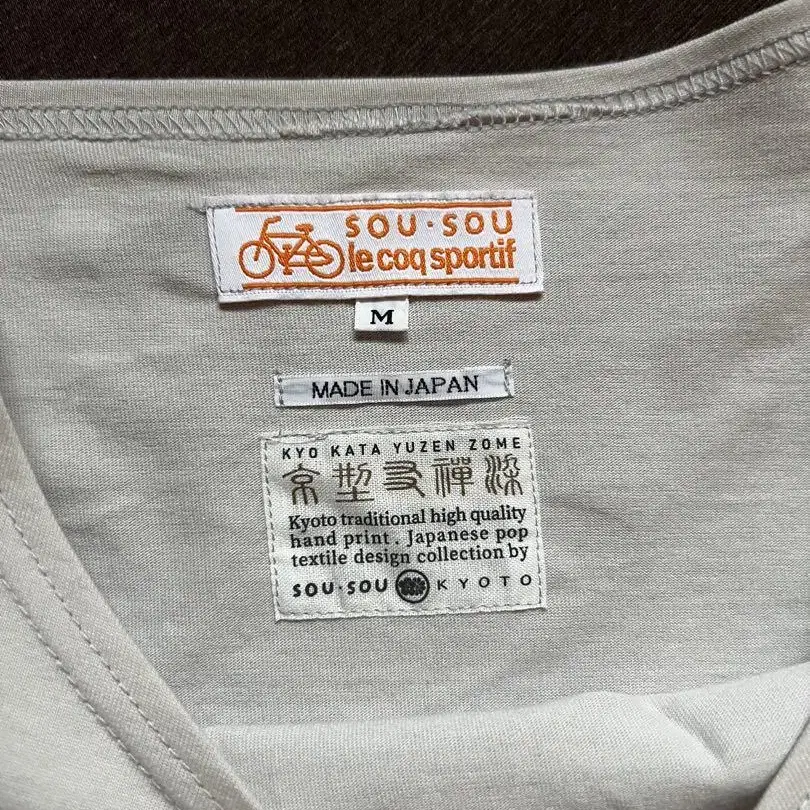 SOU・SOU
le coq sportif
M
MADE IN JAPAN
KYO KATA YUZEN ZOME
京型友禅染
Kyoto traditional high quality
hand print. Japanese pop
textile design collection by
SOU・SOU KYOTO